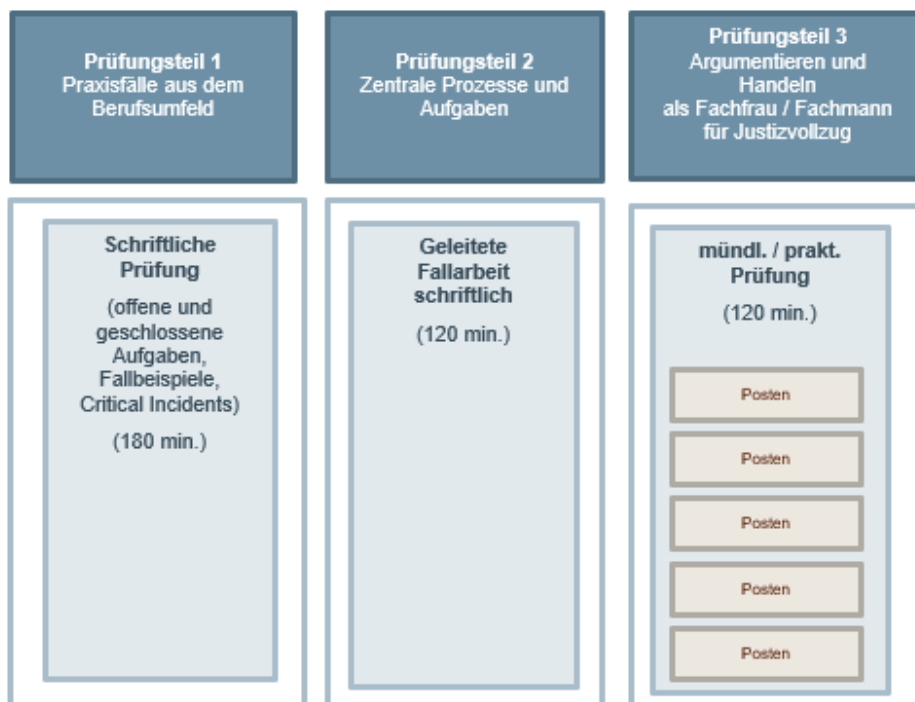 Prüfungsteil 1
Praxisfälle aus dem
Berufsumfeld
Prüfungsteil 2
Zentrale Prozesse und
Aufgaben
Prüfungsteil 3
Argumentieren und
Handeln
als Fachfrau / Fachmann
für Justizvollzug
Schriftliche
Prüfung
(offene und
geschlossene
Aufgaben,
Fallbeispiele,
Critical Incidents)
(180 min.)
Geleitete
Fallarbeit
schriftlich
(120 min.)
mündl. / prakt.
Prüfung
(120 min.)
Posten
Posten
Posten
Posten
Posten